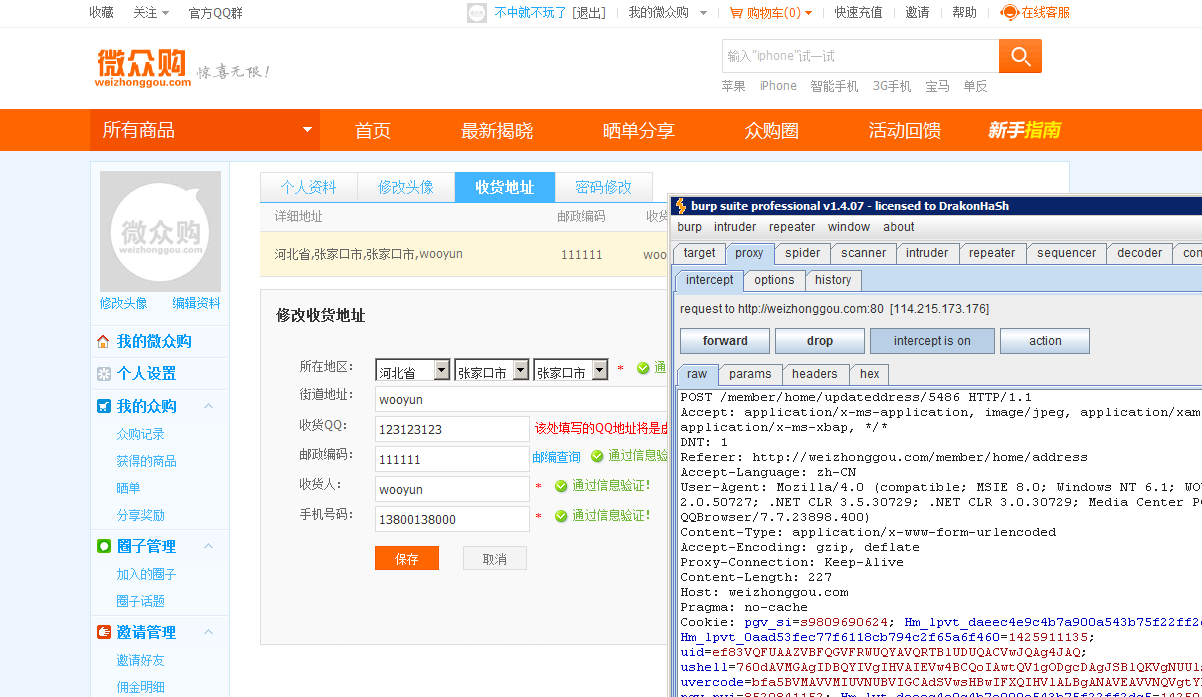 收藏 关注 官方QQ群 不中就不玩了 [退出] 我的微众购 购物车(0) 快速充值 邀请 帮助 在线客服
微众购
weizhonggou.com
惊喜无限!
输入"iphone"试一试
苹果 iPhone 智能手机 3G手机 宝马 单反
所有商品 首页 最新揭晓 晒单分享 众购圈 活动回馈 新手指南
微众购
weizhonggou.com
修改头像 编辑资料
我的微众购
个人设置
我的众购
众购记录
获得的商品
晒单
分享奖励
圈子管理
加入的圈子
圈子话题
邀请管理
邀请好友
佣金明细
个人资料 修改头像 收货地址 密码修改
详细地址 邮政编码 收货
河北省,张家口市,张家口市,wooyun 111111 woo
修改收货地址
所在地区: 河北省 张家口市 张家口市 * 通
街道地址: wooyun
收货QQ: 123123123 该处填写的QQ地址将是
邮政编码: 111111 邮编查询 通过信息验
收货人: wooyun * 通过信息验证!
手机号码: 13800138000 * 通过信息验证!
保存 取消
burp suite professional v1.4.07 - licensed to DrakonHaSh
burp intruder repeater window about
target proxy spider scanner intruder repeater sequencer decoder con
intercept options history
request to http://weizhonggou.com:80 [114.215.173.176]
forward drop intercept is on action
raw params headers hex
POST /member/home/updateddress/5486 HTTP/1.1
Accept: application/x-ms-application, image/jpeg, application/xam
application/x-ms-xbap, */*
DNT: 1
Referer: http://weizhonggou.com/member/home/address
Accept-Language: zh-CN
User-Agent: Mozilla/4.0 (compatible; MSIE 8.0; Windows NT 6.1; WO
2.0.50727; .NET CLR 3.5.30729; .NET CLR 3.0.30729; Media Center P
QQBrowser/7.7.23898.400)
Content-Type: application/x-www-form-urlencoded
Accept-Encoding: gzip, deflate
Proxy-Connection: Keep-Alive
Content-Length: 227
Host: weizhonggou.com
Pragma: no-cache
Cookie: pgv_si=s9809690624; Hm_lpvt_daeec4e9c4b7a900a543b75f22ff2
Hm_lpvt_0aad53fec77f6118cb794c2f65a6f460=1425911135;
uid=ef83VQFUAAZVBFQGVFRWUQYAVQRTBlUDUQACVwJQAg4JAQ;